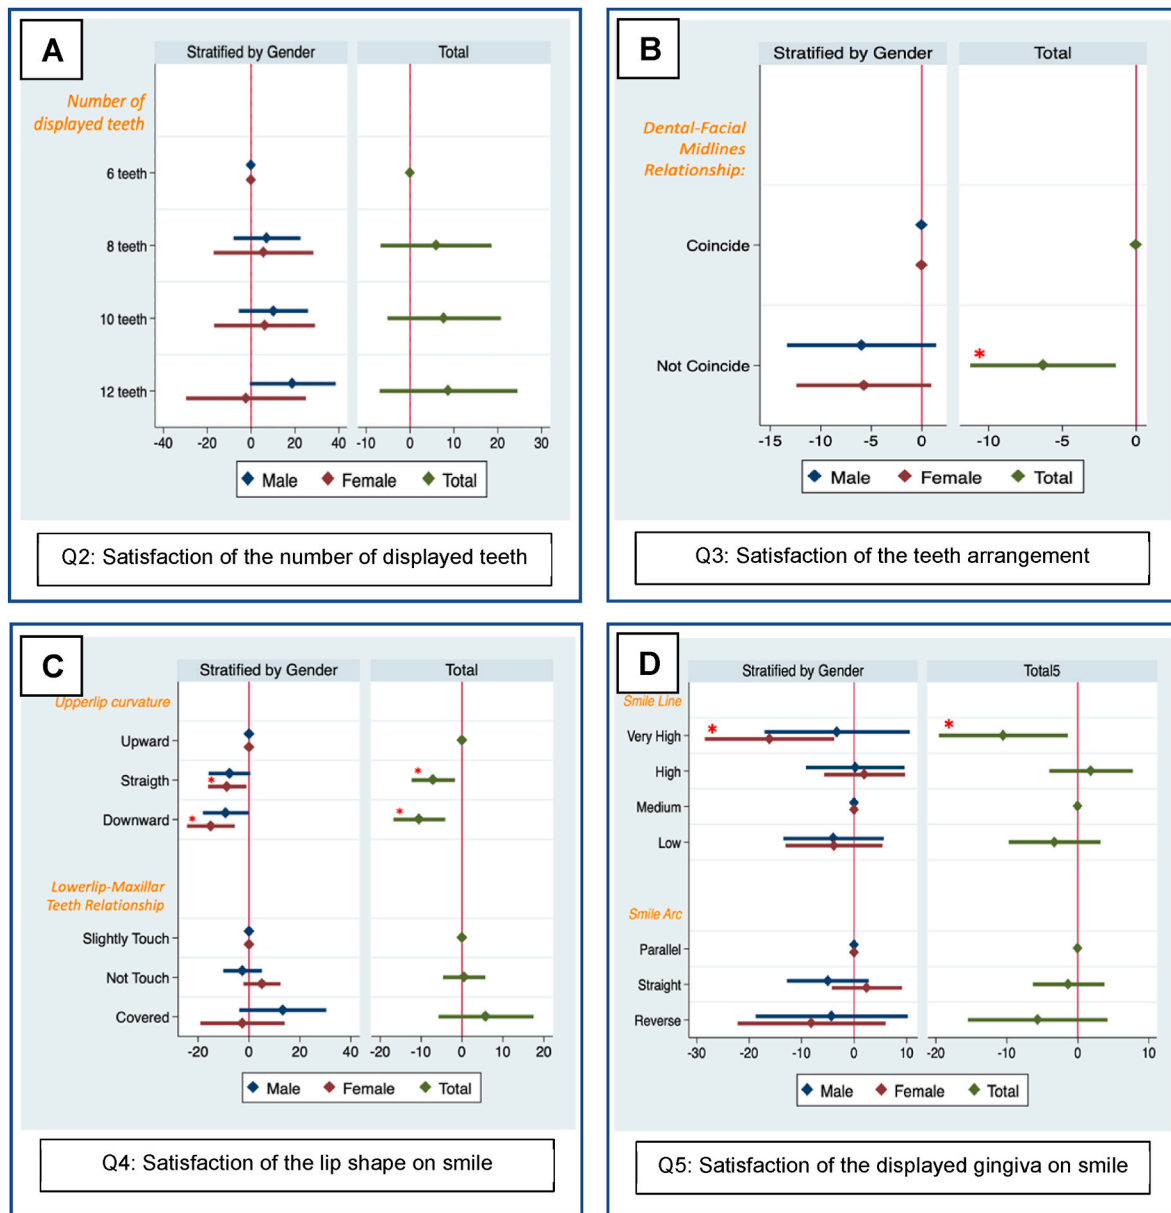 A
Stratified by Gender Total
Number of
displayed teeth
6 teeth
8 teeth
10 teeth
12 teeth
-40 -20 0 20 40 -10 0 10 20 30
Male Female Total
Q2: Satisfaction of the number of displayed teeth
B
Stratified by Gender Total
Dental-Facial
Midlines
Relationship:
Coincide
*
Not Coincide
-15 -10 -5 0 -10 -5 0
Male Female Total
Q3: Satisfaction of the teeth arrangement
C
Stratified by Gender Total
Upperlip curvature
Upward
Straigth * *
Downward * *
Lowerlip-Maxillar
Teeth Relationship
Slightly Touch
Not Touch
Covered
-20 0 20 40 -20 -10 0 10 20
Male Female Total
Q4: Satisfaction of the lip shape on smile
D
Stratified by Gender Total5
Smile Line
Very High * *
High
Medium
Low
Smile Arc
Parallel
Straight
Reverse
-30 -20 -10 0 10 -20 -10 0 10
Male Female Total
Q5: Satisfaction of the displayed gingiva on smile